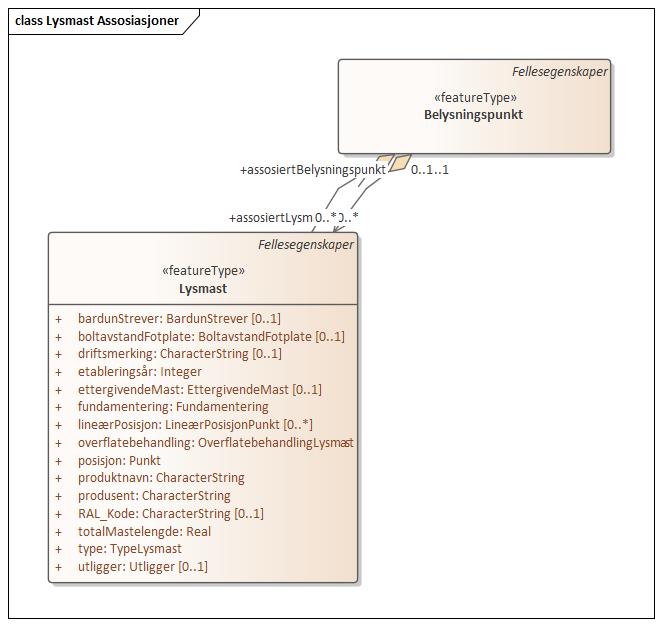 class Lysmast Assosiasjoner
Fellesegenskaper
«featureType»
Belysningspunkt
+assosiertBelysningspunkt 0..1..1
+assosiertLysm 0..* 0..*
Fellesegenskaper
«featureType»
Lysmast
+ bardunStrever: BardunStrever [0..1]
+ boltavstandFotplate: BoltavstandFotplate [0..1]
+ driftsmerking: CharacterString [0..1]
+ etableringsår: Integer
+ ettergivendeMast: EttergivendeMast [0..1]
+ fundamentering: Fundamentering
+ lineærPosisjon: LineærPosisjonPunkt [0..*]
+ overflatebehandling: OverflatebehandlingLysmast
+ posisjon: Punkt
+ produktnavn: CharacterString
+ produsent: CharacterString
+ RAL_Kode: CharacterString [0..1]
+ totalMastelengde: Real
+ type: TypeLysmast
+ utligger: Utligger [0..1]